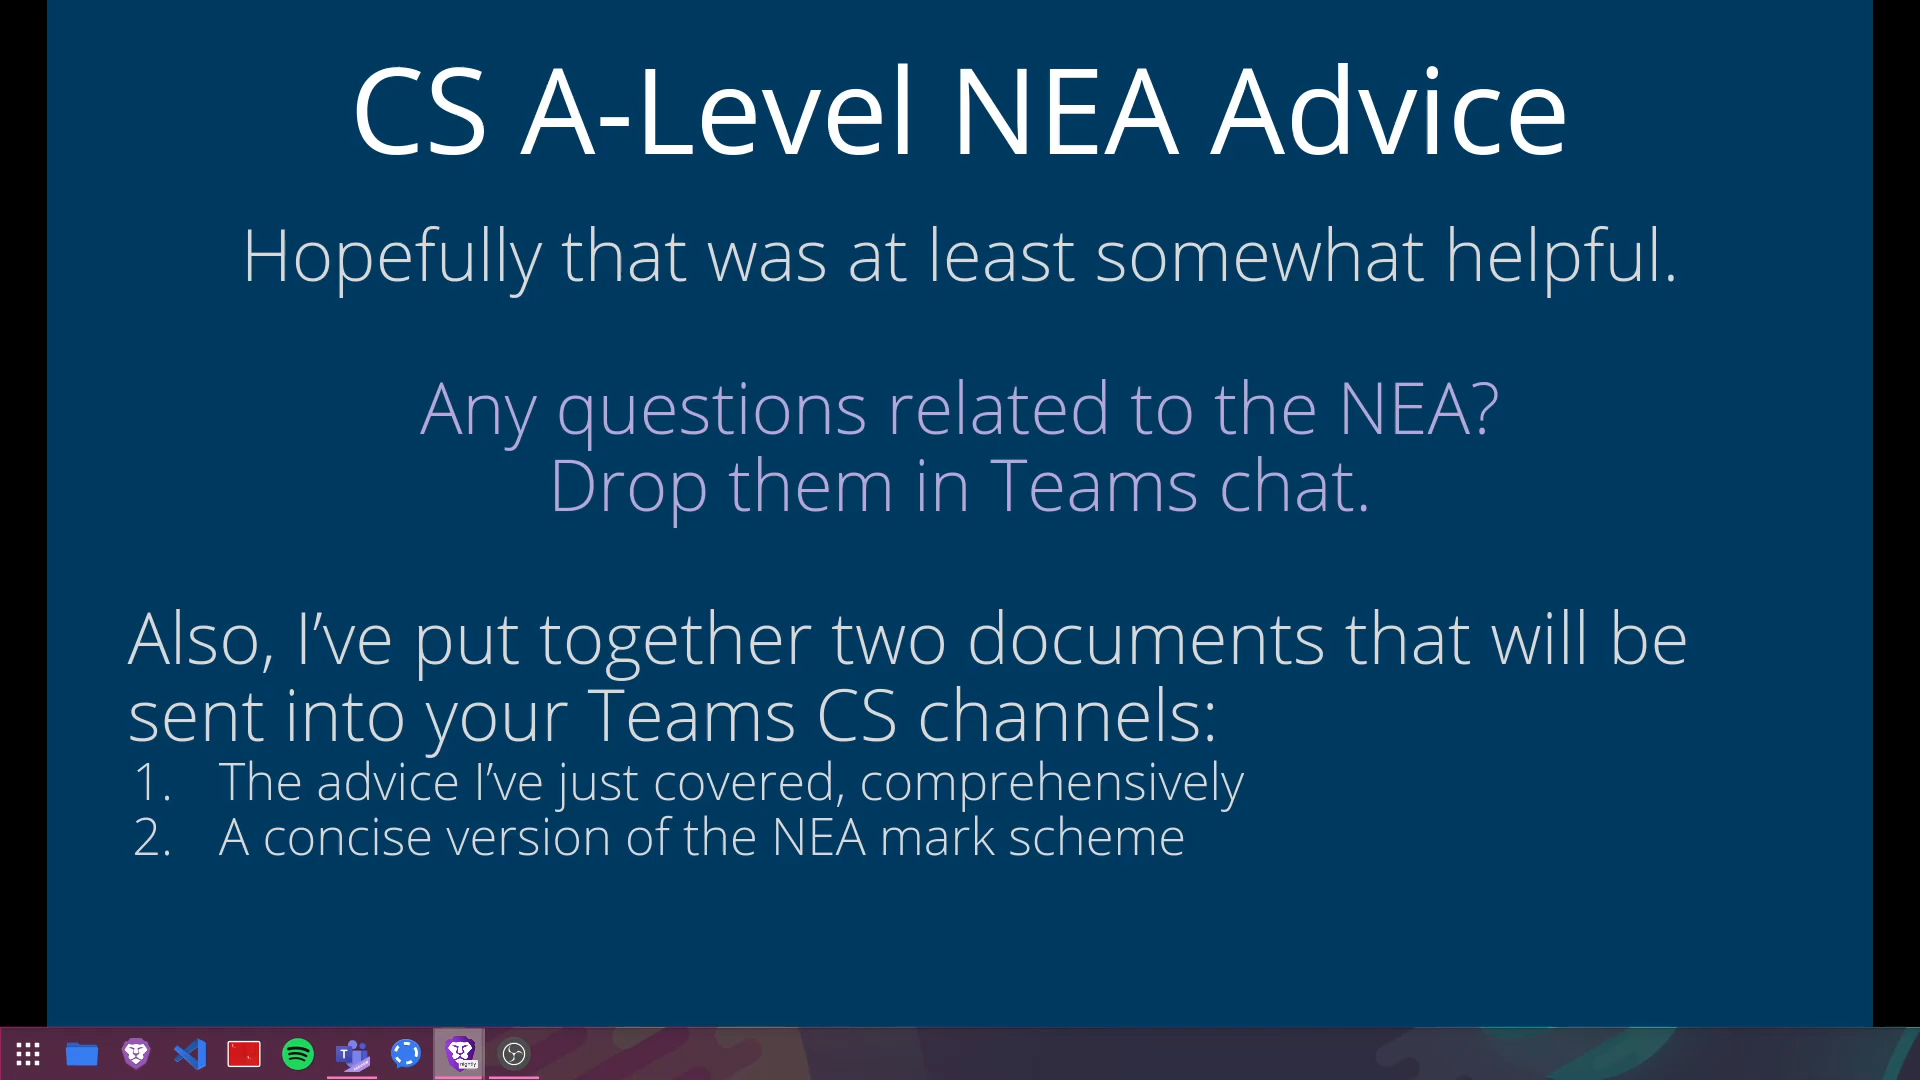 CS A-Level NEA Advice
Hopefully that was at least somewhat helpful.
Any questions related to the NEA?
Drop them in Teams chat.
Also, I’ve put together two documents that will be
sent into your Teams CS channels:
1. The advice I’ve just covered, comprehensively
2. A concise version of the NEA mark scheme